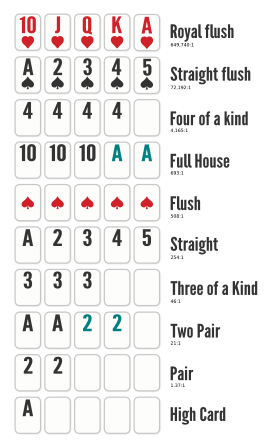 10 J Q K A Royal flush
649,740:1
A 2 3 4 5 Straight flush
72,192:1
4 4 4 4 Four of a kind
4,165:1
10 10 10 A A Full House
693:1
Flush
508:1
A 2 3 4 5 Straight
254:1
3 3 3 Three of a Kind
46:1
A A 2 2 Two Pair
21:1
2 2 Pair
1.37:1
A High Card